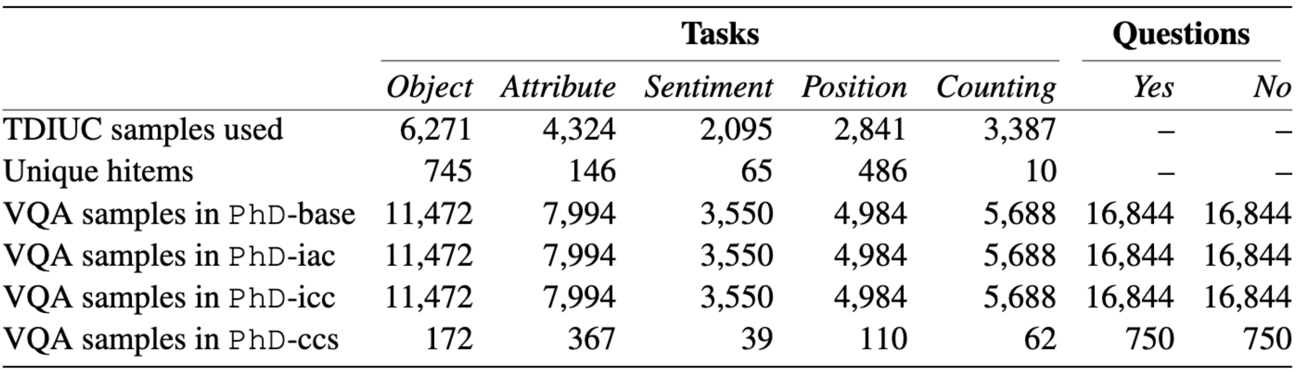 Tasks Questions
Object Attribute Sentiment Position Counting Yes No
TDIUC samples used 6,271 4,324 2,095 2,841 3,387 – –
Unique hitems 745 146 65 486 10 – –
VQA samples in PhD-base 11,472 7,994 3,550 4,984 5,688 16,844 16,844
VQA samples in PhD-iac 11,472 7,994 3,550 4,984 5,688 16,844 16,844
VQA samples in PhD-icc 11,472 7,994 3,550 4,984 5,688 16,844 16,844
VQA samples in PhD-ccs 172 367 39 110 62 750 750